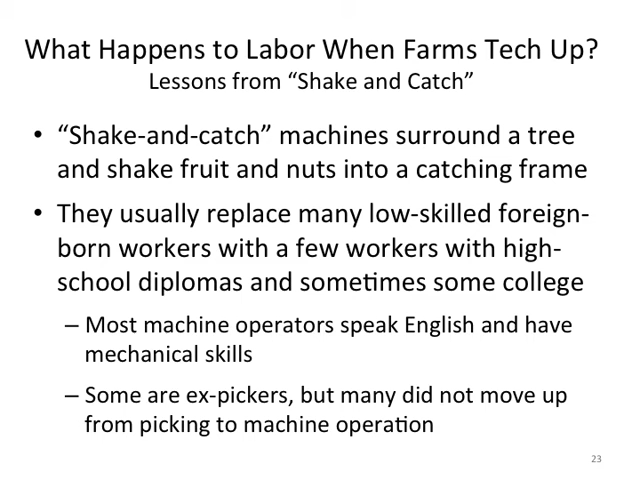 What Happens to Labor When Farms Tech Up?
Lessons from “Shake and Catch”
• “Shake-and-catch” machines surround a tree
and shake fruit and nuts into a catching frame
• They usually replace many low-skilled foreign-
born workers with a few workers with high-
school diplomas and sometimes some college
– Most machine operators speak English and have
mechanical skills
– Some are ex-pickers, but many did not move up
from picking to machine operation
23